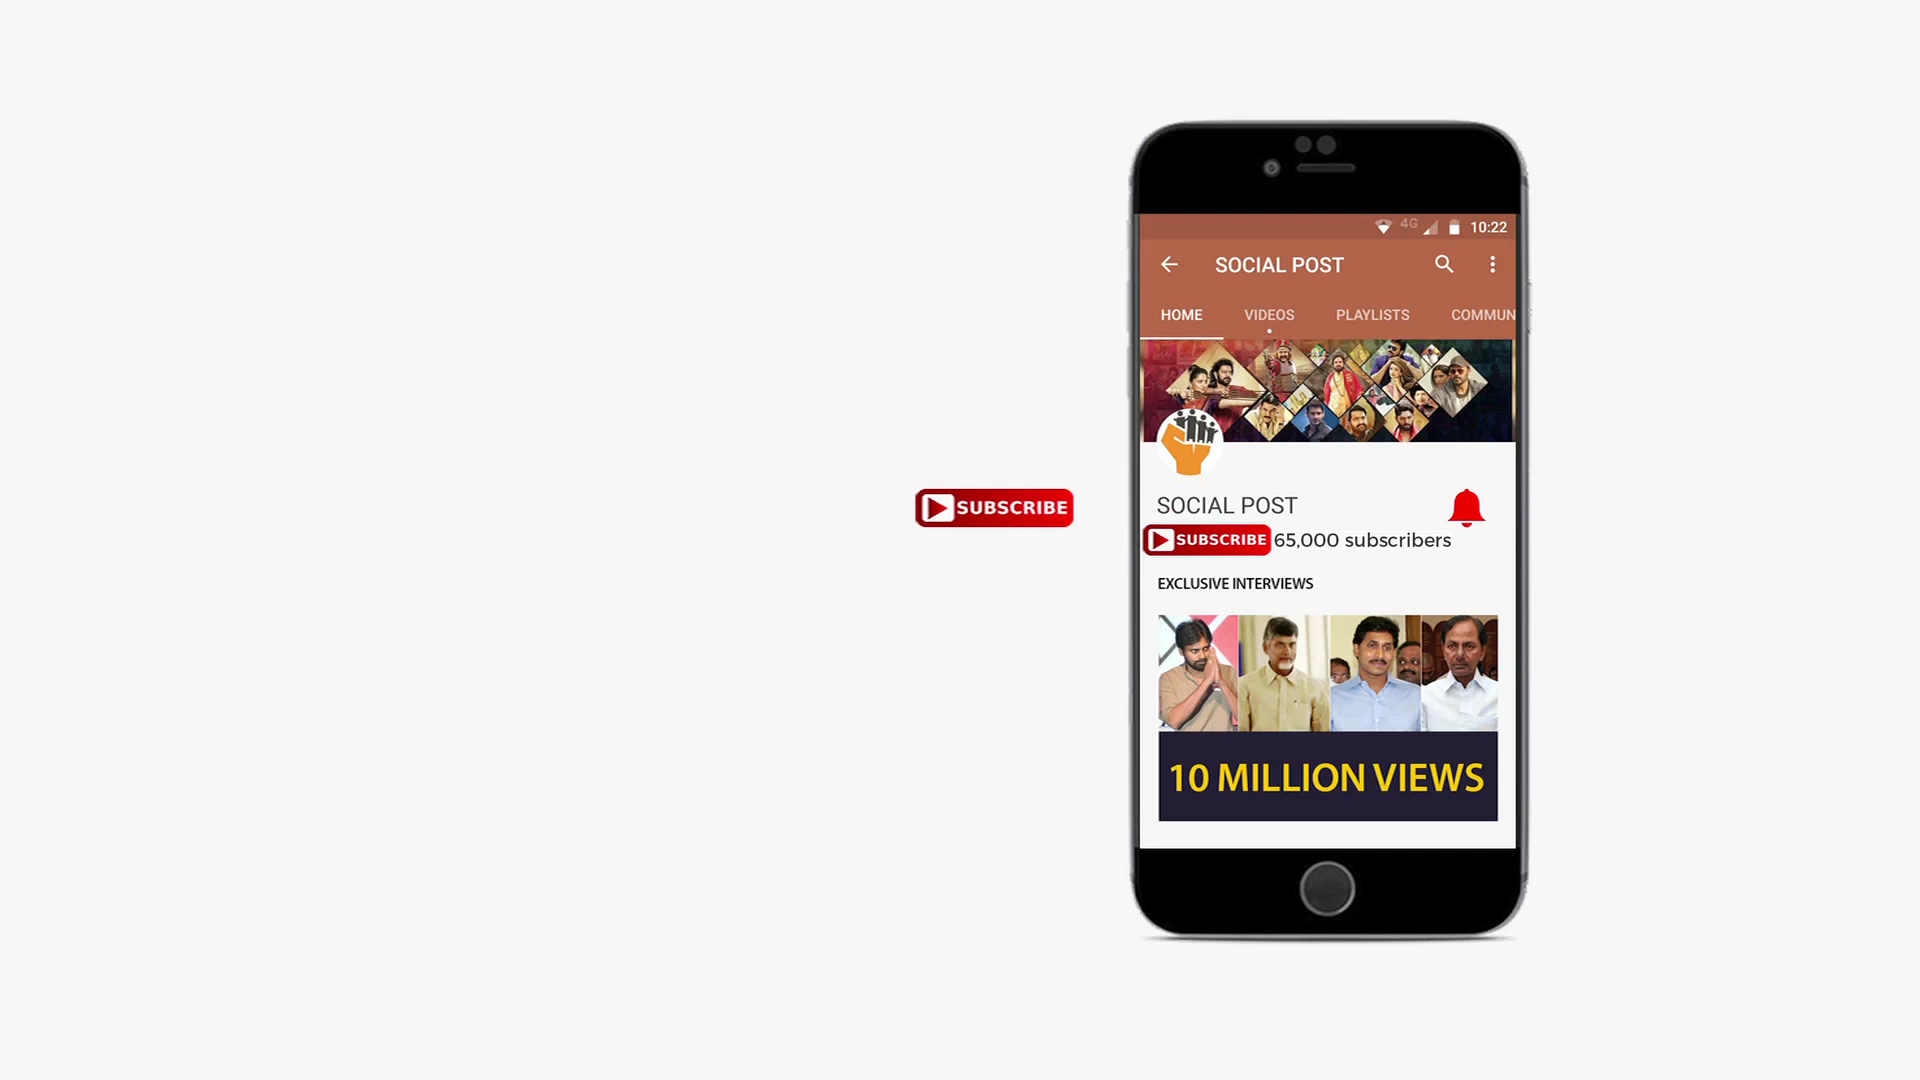 4G 10:22
SOCIAL POST
HOME VIDEOS PLAYLISTS COMMUN
SUBSCRIBE
SOCIAL POST
SUBSCRIBE 65,000 subscribers
EXCLUSIVE INTERVIEWS
10 MILLION VIEWS